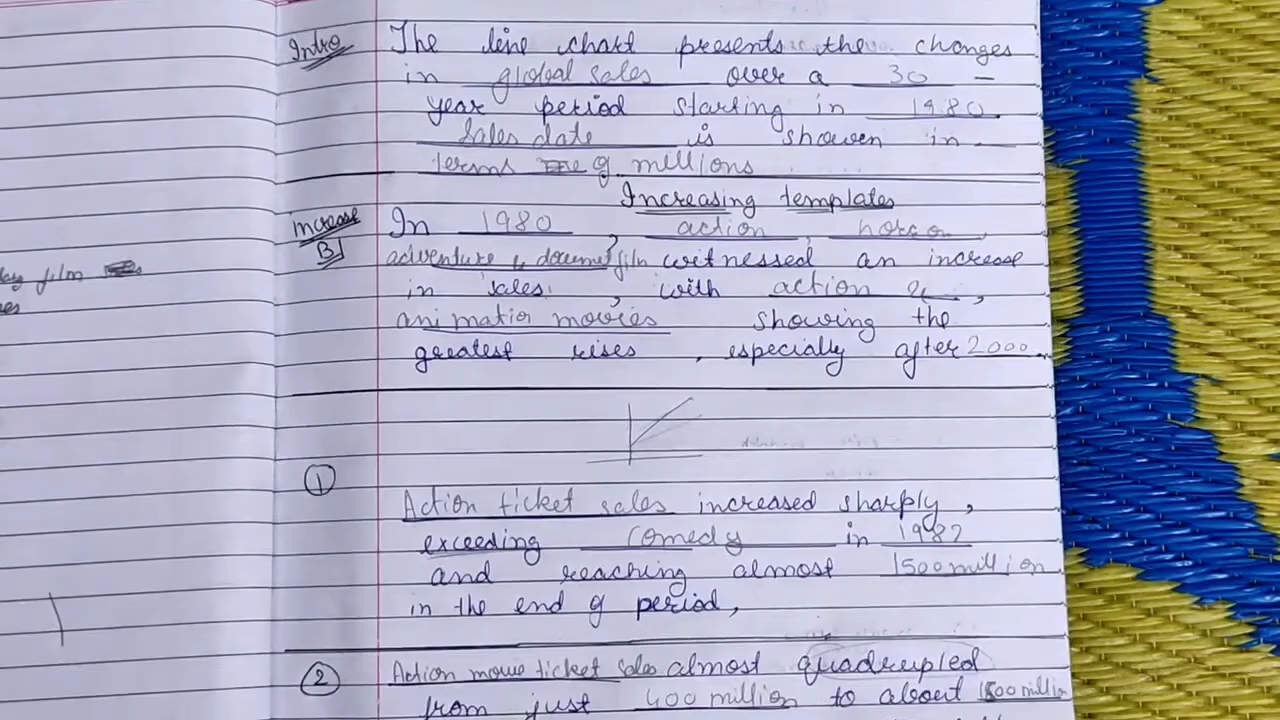 Intro The line chart presents the changes
in global sales over a 30 -
year period starting in 1980.
Sales date is shown in
terms of millions
Increasing templates
Increase In 1980, action, horror,
B adventure & document film witnessed an increase
film
in sales, with action &,
animation movies showing the
greatest rises, especially after 2000.
1
Action ticket sales increased sharply,
exceeding Comedy in 1982
and reaching almost 1500 million
in the end of period,
2 Action movie ticket sales almost quadrupled
from just 400 million to about 1500 million